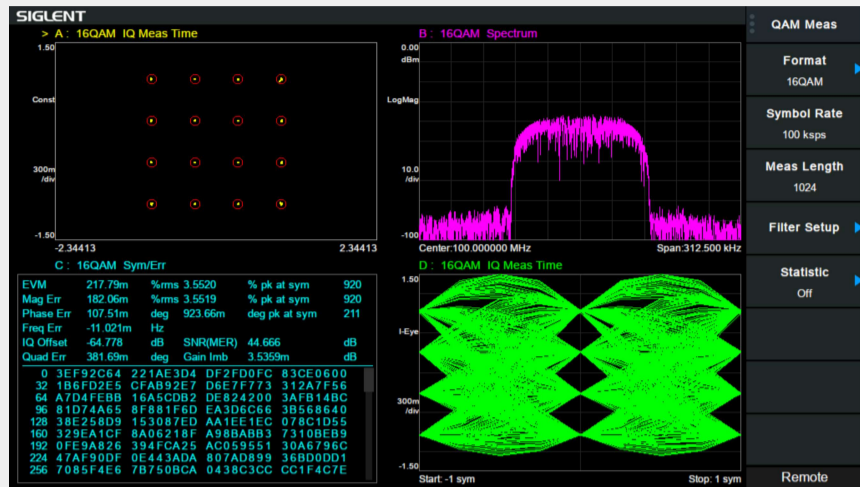 SIGLENT
> A : 16QAM IQ Meas Time
1.50
Const
300m
/div
-1.50
-2.34413 2.34413
B : 16QAM Spectrum
0.00
dBm
LogMag
10.0
/div
-100
Center:100.000000 MHz Span:312.500 kHz
C : 16QAM Sym/Err
EVM 217.79m %rms 3.5520 % pk at sym 920
Mag Err 182.06m %rms 3.5519 % pk at sym 920
Phase Err 107.51m deg 923.66m deg pk at sym 211
Freq Err -11.021m Hz
IQ Offset -64.778 dB SNR(MER) 44.666 dB
Quad Err 381.69m deg Gain Imb 3.5359m dB
0 3EF92C64 221AE3D4 DF2FD0FC 83CE0600
32 1B6FD2E5 CFAB92E7 D6E7F773 312A7F56
64 A7D4FEBB 16A5CDB2 DE824200 3AFB14BC
96 81D74A65 8F881F6D EA3D6C66 3B568640
128 38E258D9 153087ED AA1EE1EC 078C1D55
160 329EA1CF 8A06218F A98BABB3 7310BEB9
192 0FE9A826 394FCA25 AC059551 30A6796C
224 47AF90DF 0E443ADA 807AD899 36BD0DD1
256 7085F4E6 7B750BCA 0438C3CC CC1F4C7E
D : 16QAM IQ Meas Time
1.50
I-Eye
300m
/div
-1.50
Start: -1 sym Stop: 1 sym
QAM Meas
Format
16QAM
Symbol Rate
100 ksps
Meas Length
1024
Filter Setup
Statistic
Off
Remote